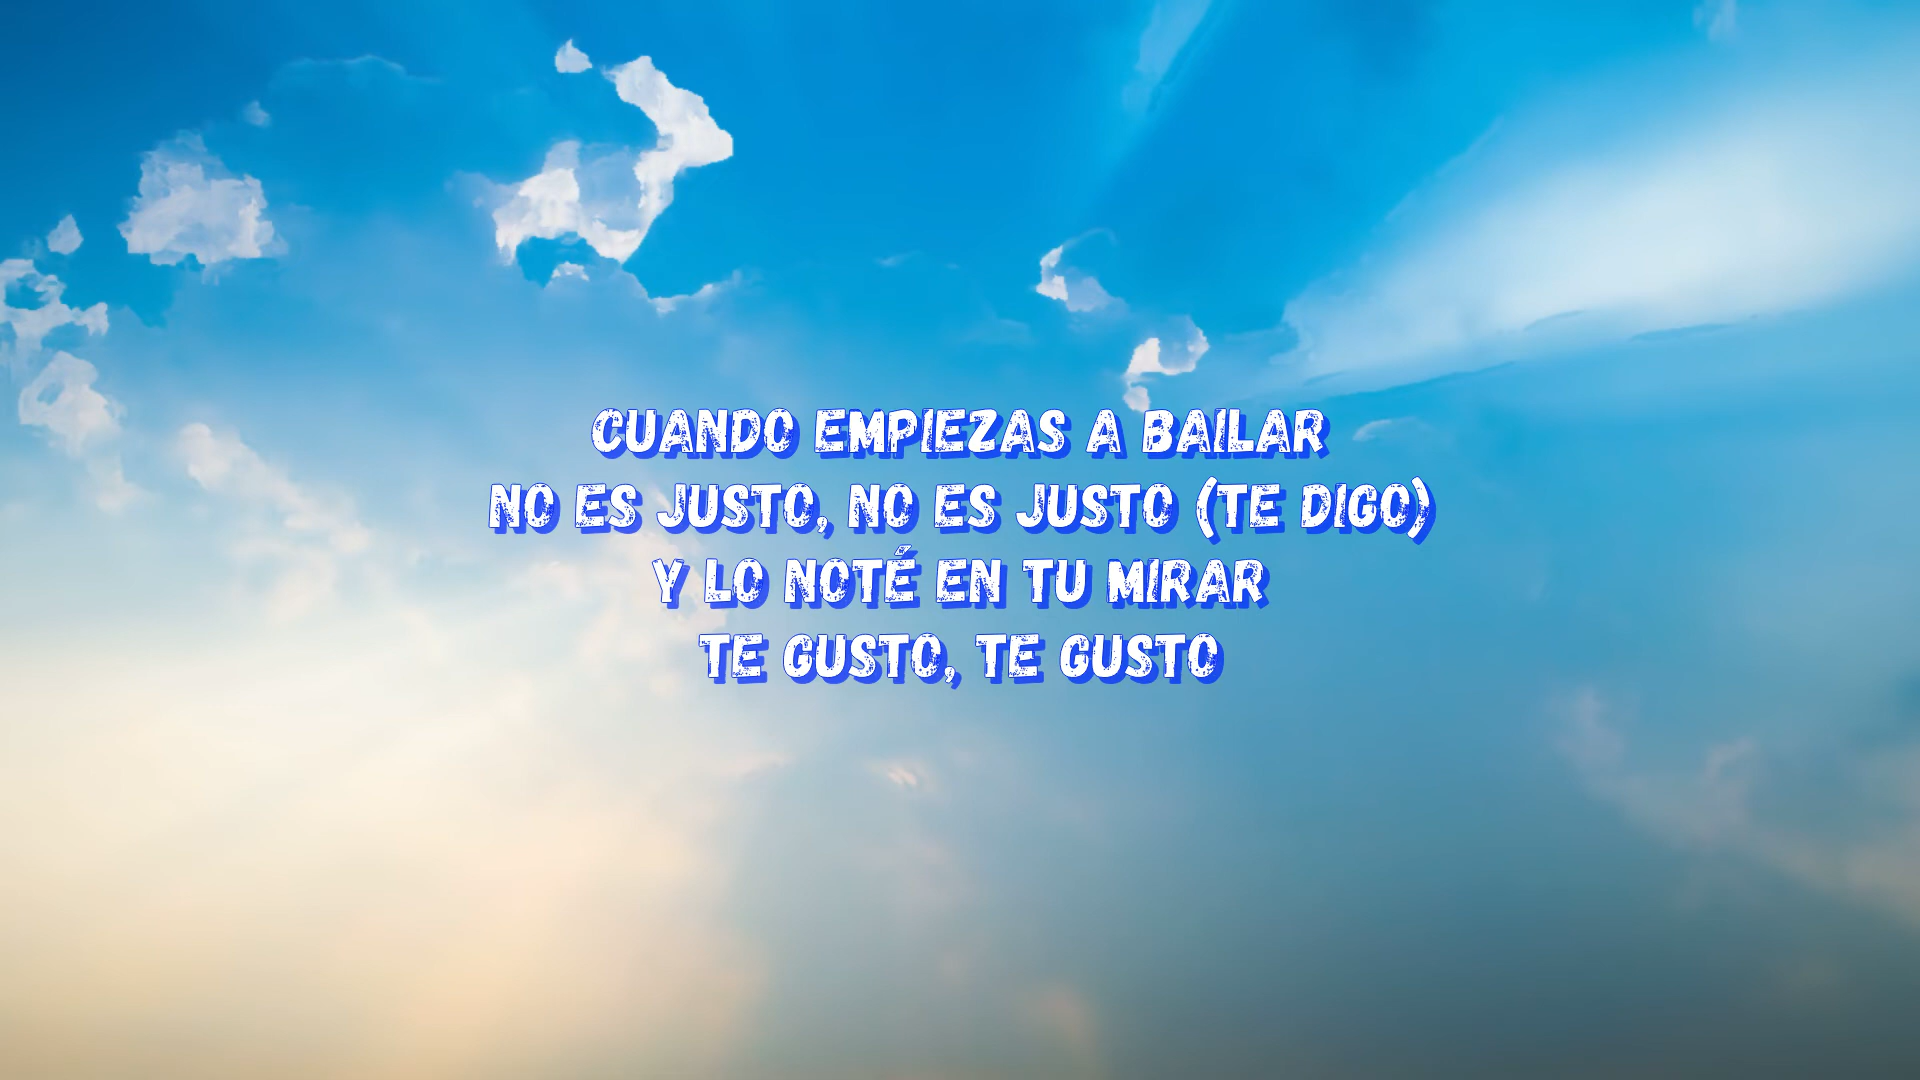 CUANDO EMPIEZAS A BAILAR
NO ES JUSTO, NO ES JUSTO (TE DIGO)
Y LO NOTÉ EN TU MIRAR
TE GUSTO, TE GUSTO